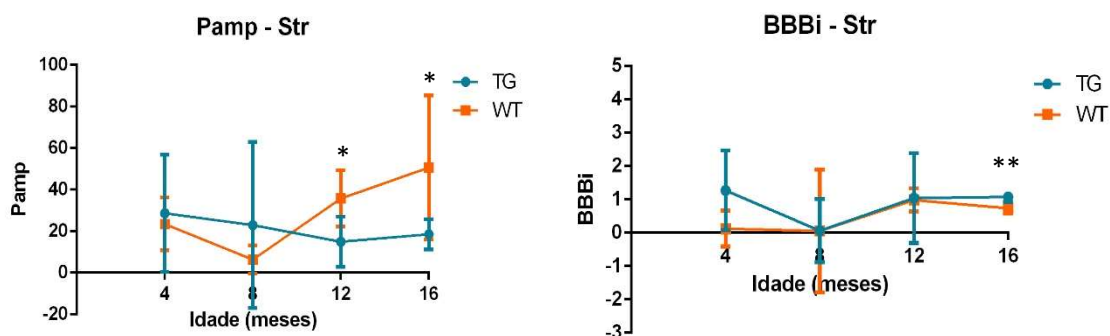 Pamp - Str
100
80
60
40
20
0
-20
Pamp
4
8
12
16
Idade (meses)
*
*
TG
WT
BBBi - Str
5
4
3
2
1
0
-1
-2
-3
BBBi
4
8
12
16
Idade (meses)
**
TG
WT